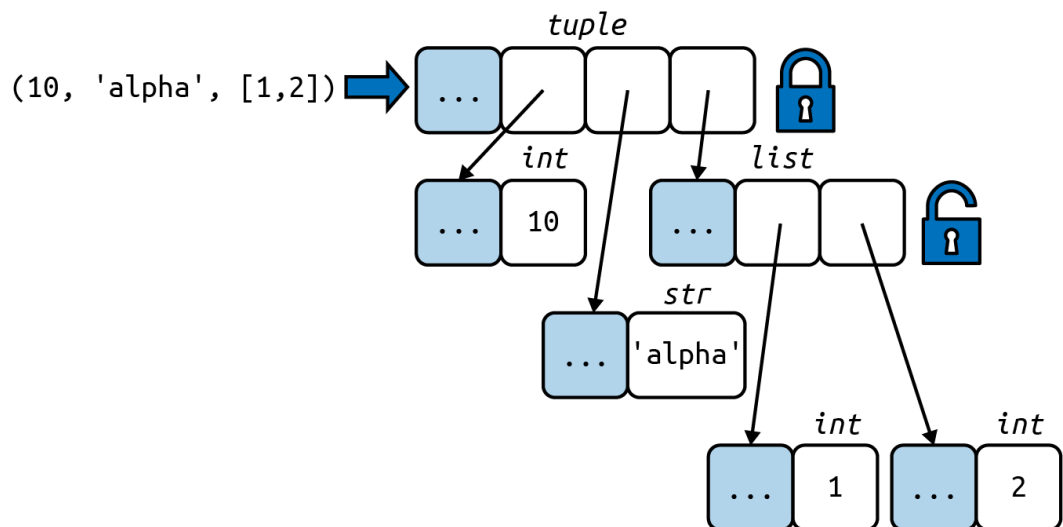 tuple
(10, 'alpha', [1,2])
...
int
list
... 10
...
str
... 'alpha'
int
int
... 1
... 2